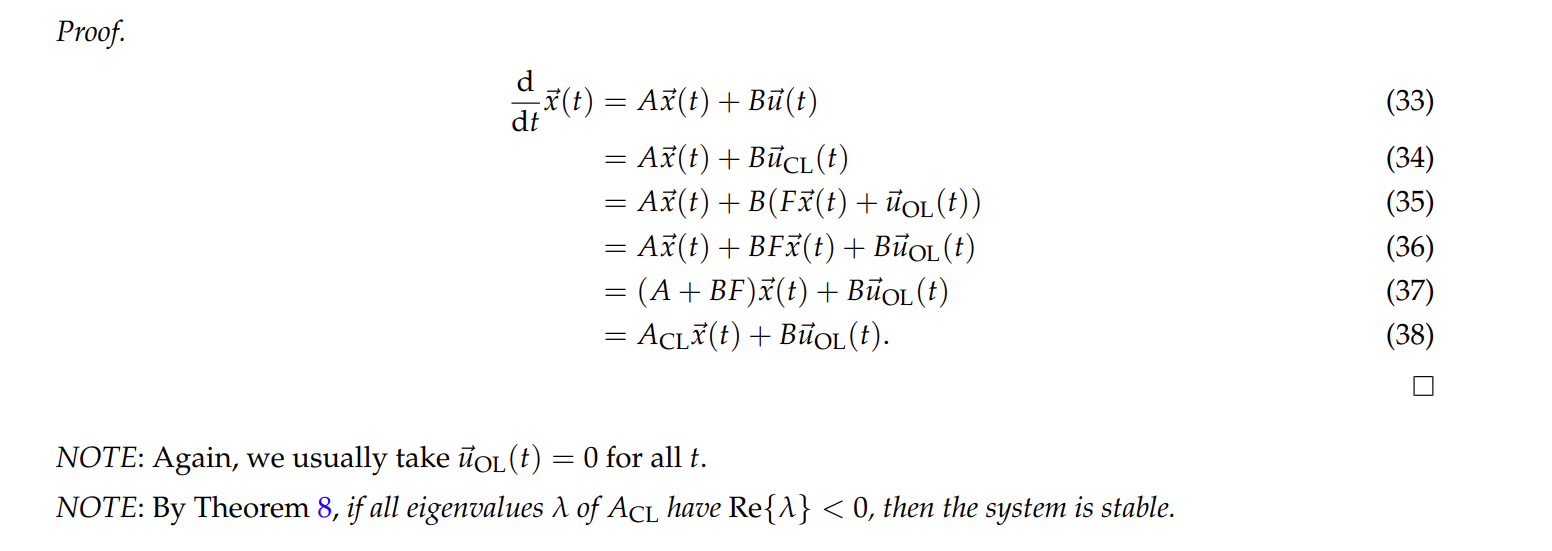 Proof.
d/dt x⃗(t) = Ax⃗(t) + Bu⃗(t) (33)
= Ax⃗(t) + Bu⃗_CL(t) (34)
= Ax⃗(t) + B(Fx⃗(t) + u⃗_OL(t)) (35)
= Ax⃗(t) + BFx⃗(t) + Bu⃗_OL(t) (36)
= (A + BF)x⃗(t) + Bu⃗_OL(t) (37)
= A_CL x⃗(t) + Bu⃗_OL(t). (38)
□
NOTE: Again, we usually take u⃗_OL(t) = 0 for all t.
NOTE: By Theorem 8, if all eigenvalues λ of A_CL have Re{λ} < 0, then the system is stable.